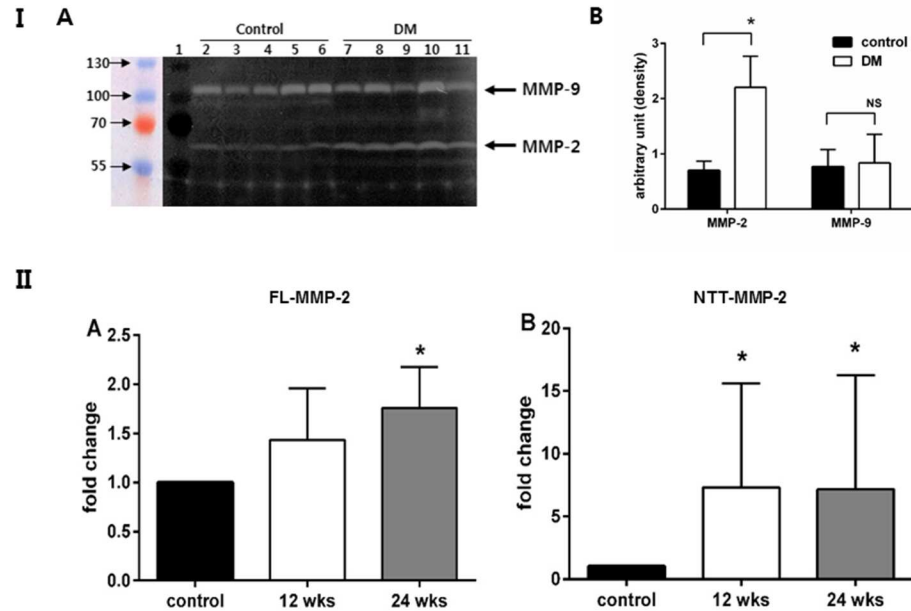 I
A
Control
DM
1 2 3 4 5 6 7 8 9 10 11
130
100
70
55
MMP-9
MMP-2
B
arbitrary unit (density)
3
2
1
0
*
NS
control
DM
MMP-2 MMP-9
II
FL-MMP-2
A
fold change
2.5
2.0
1.5
1.0
0.5
0.0
*
control 12 wks 24 wks
NTT-MMP-2
B
fold change
20
15
10
5
0
* *
control 12 wks 24 wks